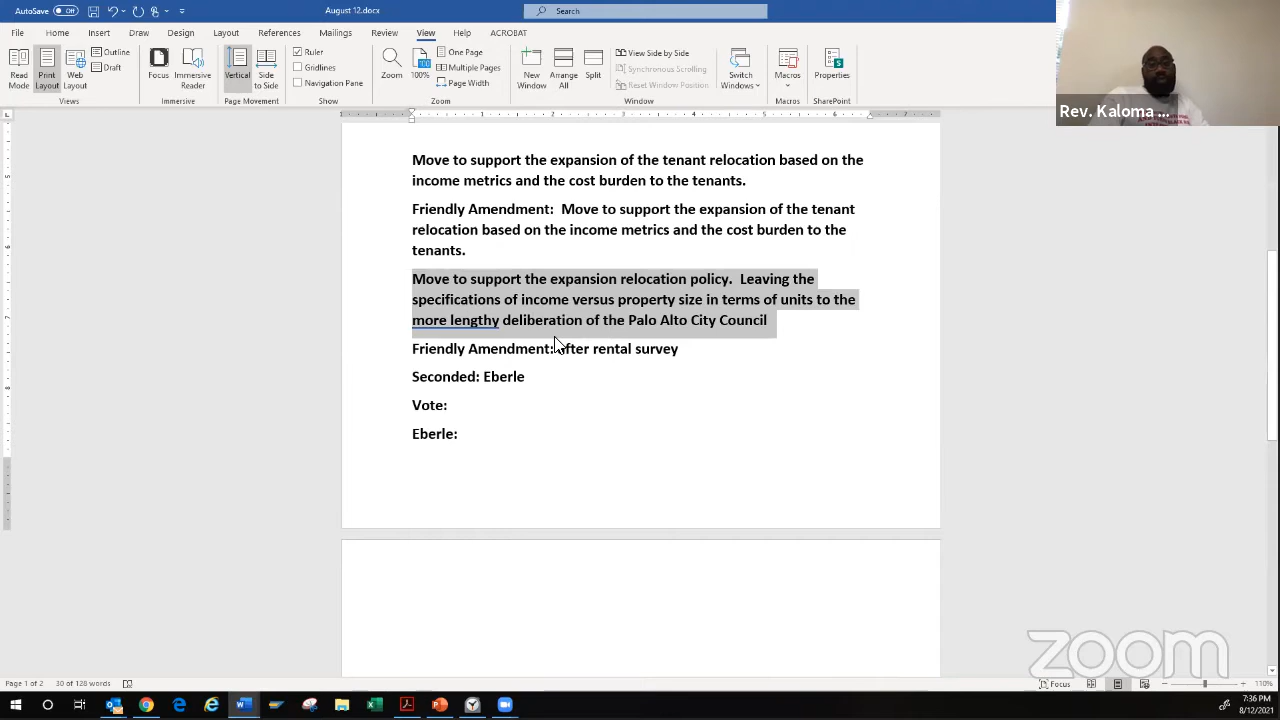 AutoSave Off
August 12.docx
Search
File Home Insert Draw Design Layout References Mailings Review View Help ACROBAT
Read Mode
Print Layout
Web Layout
Outline
Draft
Views
Focus
Immersive Reader
Immersive
Vertical
Side to Side
Page Movement
Ruler
Gridlines
Navigation Pane
Show
Zoom
100%
One Page
Multiple Pages
Page Width
Zoom
New Window
Arrange All
Split
View Side by Side
Synchronous Scrolling
Reset Window Position
Window
Switch Windows
Macros
Macros
Properties
SharePoint
Rev. Kaloma ...
Move to support the expansion of the tenant relocation based on the
income metrics and the cost burden to the tenants.
Friendly Amendment: Move to support the expansion of the tenant
relocation based on the income metrics and the cost burden to the
tenants.
Move to support the expansion relocation policy. Leaving the
specifications of income versus property size in terms of units to the
more lengthy deliberation of the Palo Alto City Council
Friendly Amendment: after rental survey
Seconded: Eberle
Vote:
Eberle:
zoom
Page 1 of 2 30 of 128 words
Focus
110%
7:36 PM
8/12/2021